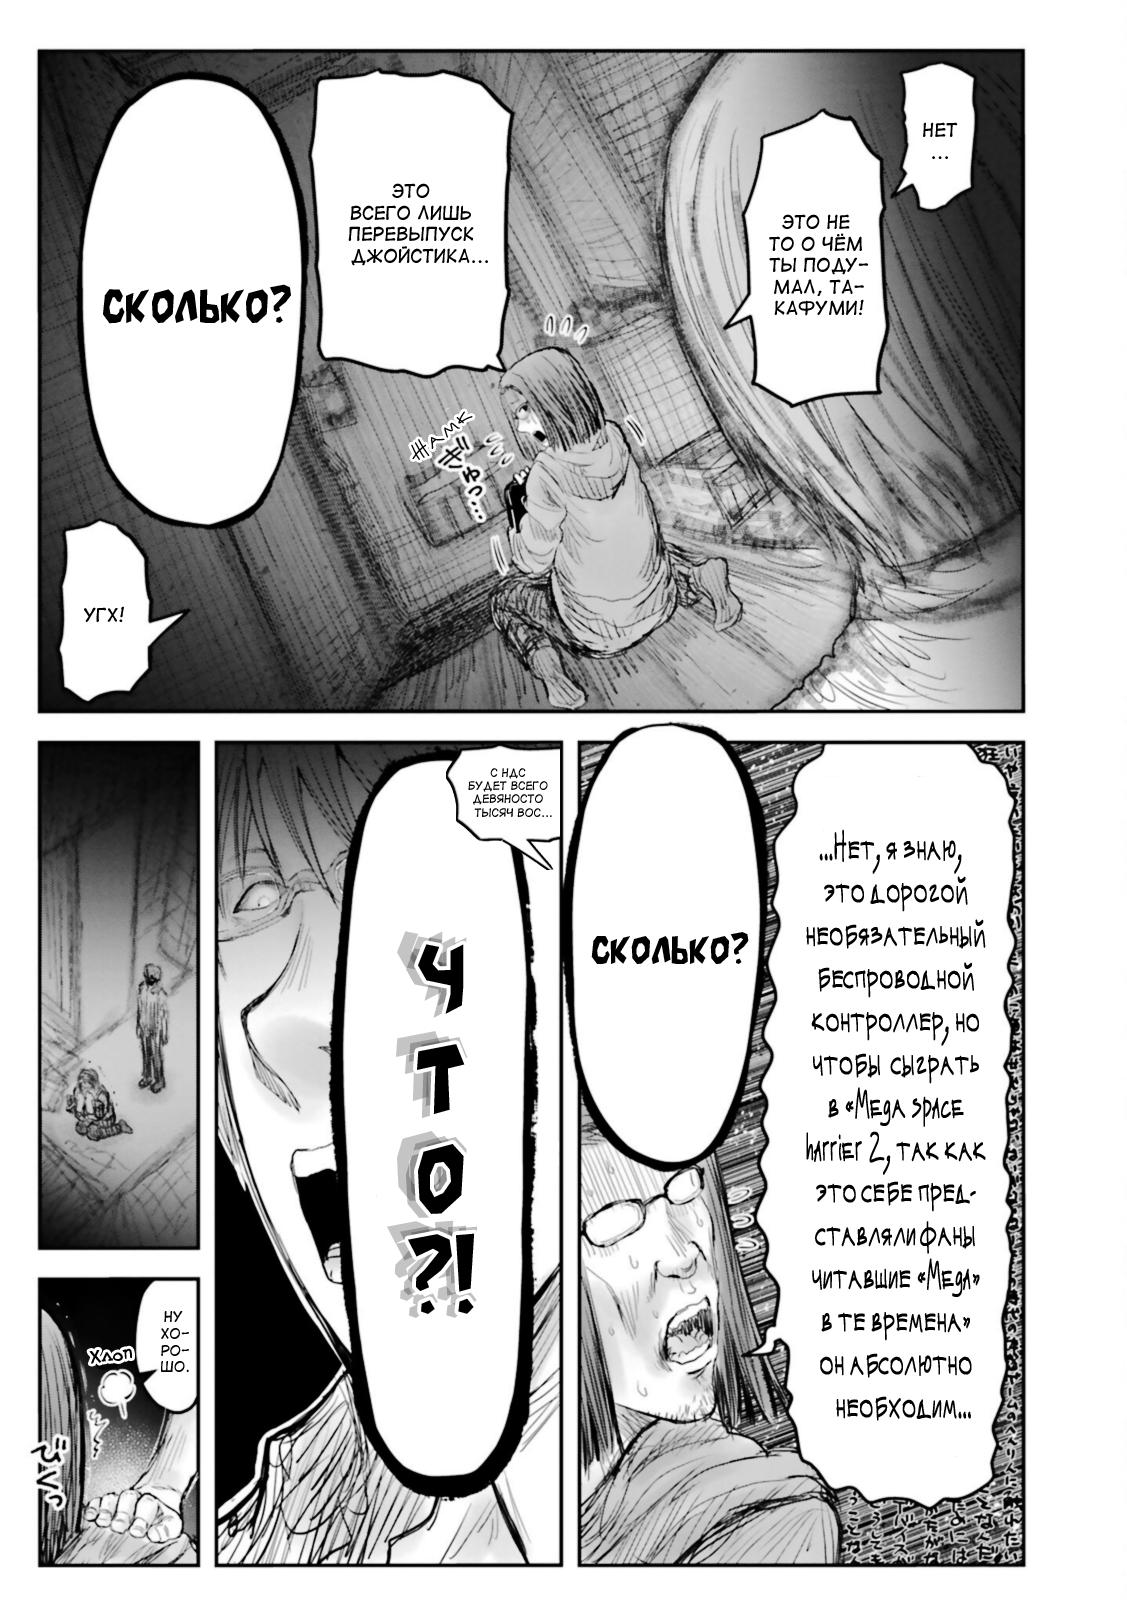 НЕТ
...
ЭТО НЕ
ТО О ЧЁМ
ТЫ ПОДУ-
МАЛ, ТА-
КАФУМИ!
ЭТО
ВСЕГО ЛИШЬ
ПЕРЕВЫПУСК
ДЖОЙСТИКА...
СКОЛЬКО?
ЖАМК
УГХ!
...НЕТ, Я ЗНАЮ,
ЭТО ДОРОГОЙ
НЕОБЯЗАТЕЛЬНЫЙ
БЕСПРОВОДНОЙ
КОНТРОЛЛЕР, НО
ЧТОБЫ СЫГРАТЬ
В «MEGA SPACE
HARRIER 2, ТАК КАК
ЭТО СЕБЕ ПРЕД-
СТАВЛЯЛИ ФАНЫ
ЧИТАВШИЕ «MEGA»
В ТЕ ВРЕМЕНА»
ОН АБСОЛЮТНО
НЕОБХОДИМ...
СКОЛЬКО?
С НДС
БУДЕТ ВСЕГО
ДЕВЯНОСТО
ТЫСЯЧ ВОС...
ЧТО?!
НУ
ХО-
РО-
ШО.
ХЛОП